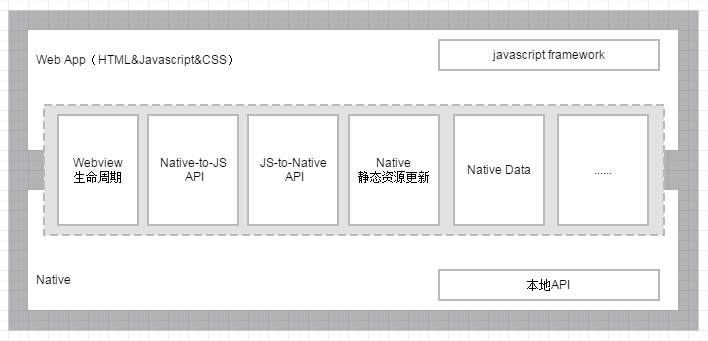 Web App（HTML&Javascript&CSS）
javascript framework
Webview
生命周期
Native-to-JS
API
JS-to-Native
API
Native
静态资源更新
Native Data
......
Native
本地API